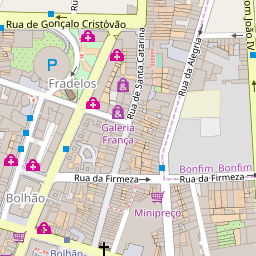 Rua de Gonçalo Cristóvão
Rua de Santa Catarina
Rua da Alegria
om João IV
P
Fradelos
Galeria
França
Bonfim Bonfim
Rua da Firmeza
Rua da Firmeza
Bolhão
Minipreço
Bolhão